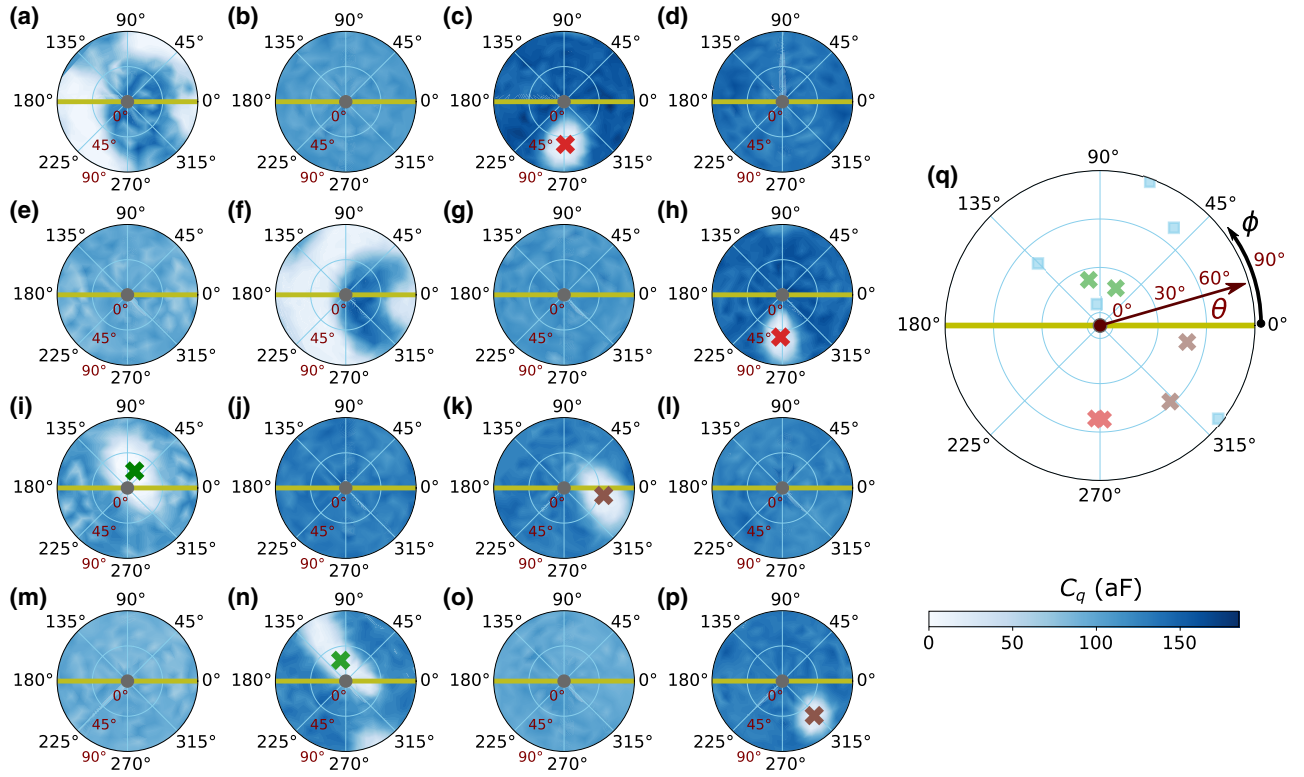 (a) 90° (b) 90° (c) 90° (d) 90°
135° 45° 135° 45° 135° 45° 135° 45°
180° 0° 180° 0° 180° 0° 180° 0°
0° 0° 0° 0°
45° 45° 45° 45°
225° 315° 225° 315° 225° 315° 225° 315°
90° 270° 90° 270° 90° 270° 90° 270°
(e) 90° (f) 90° (g) 90° (h) 90°
135° 45° 135° 45° 135° 45° 135° 45°
180° 0° 180° 0° 180° 0° 180° 0°
0° 0° 0° 0°
45° 45° 45° 45°
225° 315° 225° 315° 225° 315° 225° 315°
90° 270° 90° 270° 90° 270° 90° 270°
(i) 90° (j) 90° (k) 90° (l) 90°
135° 45° 135° 45° 135° 45° 135° 45°
180° 0° 180° 0° 180° 0° 180° 0°
0° 0° 0° 0°
45° 45° 45° 45°
225° 315° 225° 315° 225° 315° 225° 315°
90° 270° 90° 270° 90° 270° 90° 270°
(m) 90° (n) 90° (o) 90° (p) 90°
135° 45° 135° 45° 135° 45° 135° 45°
180° 0° 180° 0° 180° 0° 180° 0°
0° 0° 0° 0°
45° 45° 45° 45°
225° 315° 225° 315° 225° 315° 225° 315°
90° 270° 90° 270° 90° 270° 90° 270°
(q) 90°
135° 45° ϕ
90°
30° 60°
0° θ
180° 0°
225° 315°
270°
C_q (aF)
0 50 100 150